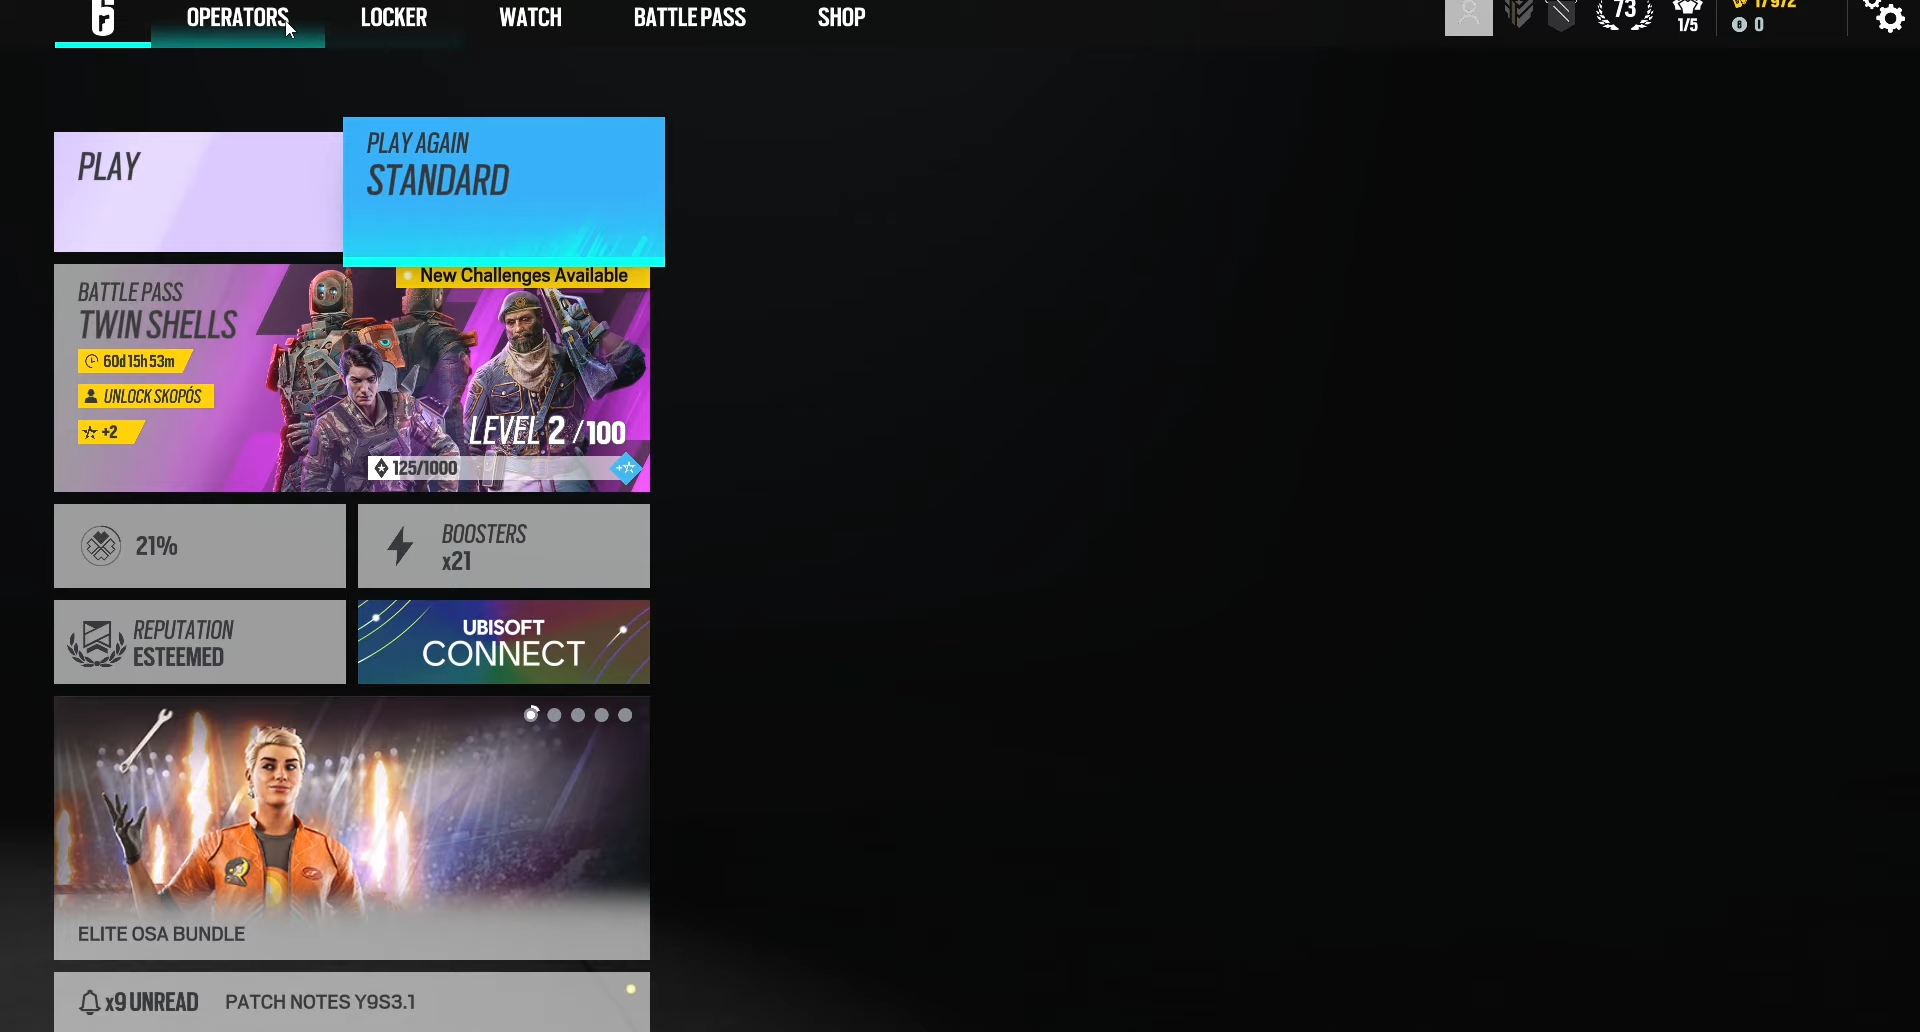 OPERATORS
LOCKER
WATCH
BATTLE PASS
SHOP
73
1/5
17972
0
PLAY
PLAY AGAIN
STANDARD
New Challenges Available
BATTLE PASS
TWIN SHELLS
60d 15h 53m
UNLOCK SKOPÓS
+2
LEVEL 2 / 100
125/1000
21%
BOOSTERS
x21
REPUTATION
ESTEEMED
UBISOFT
CONNECT
ELITE OSA BUNDLE
x9 UNREAD PATCH NOTES Y9S3.1